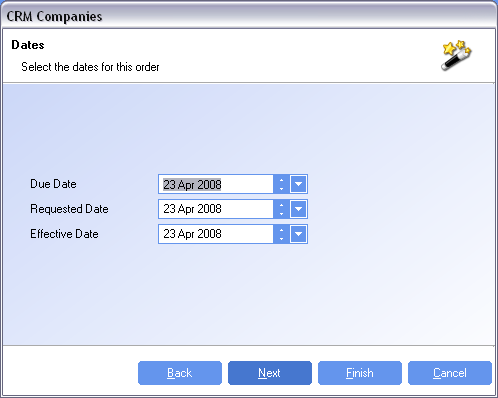 CRM Companies
Dates
Select the dates for this order
Due Date 23 Apr 2008
Requested Date 23 Apr 2008
Effective Date 23 Apr 2008
Back Next Finish Cancel